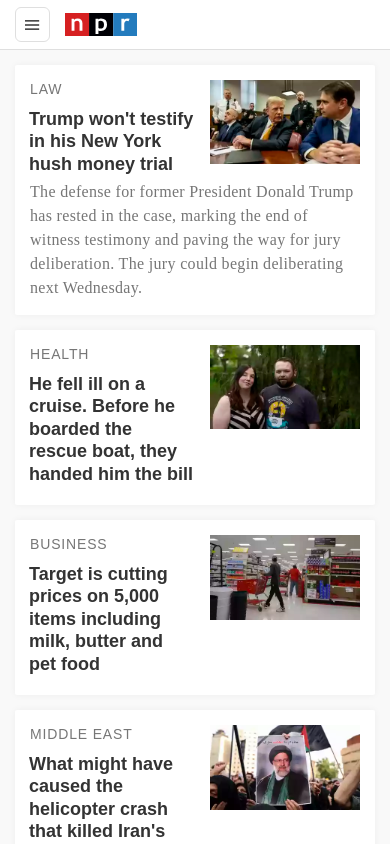 npr
LAW
Trump won't testify
in his New York
hush money trial
The defense for former President Donald Trump
has rested in the case, marking the end of
witness testimony and paving the way for jury
deliberation. The jury could begin deliberating
next Wednesday.
HEALTH
He fell ill on a
cruise. Before he
boarded the
rescue boat, they
handed him the bill
BUSINESS
Target is cutting
prices on 5,000
items including
milk, butter and
pet food
MIDDLE EAST
What might have
caused the
helicopter crash
that killed Iran's